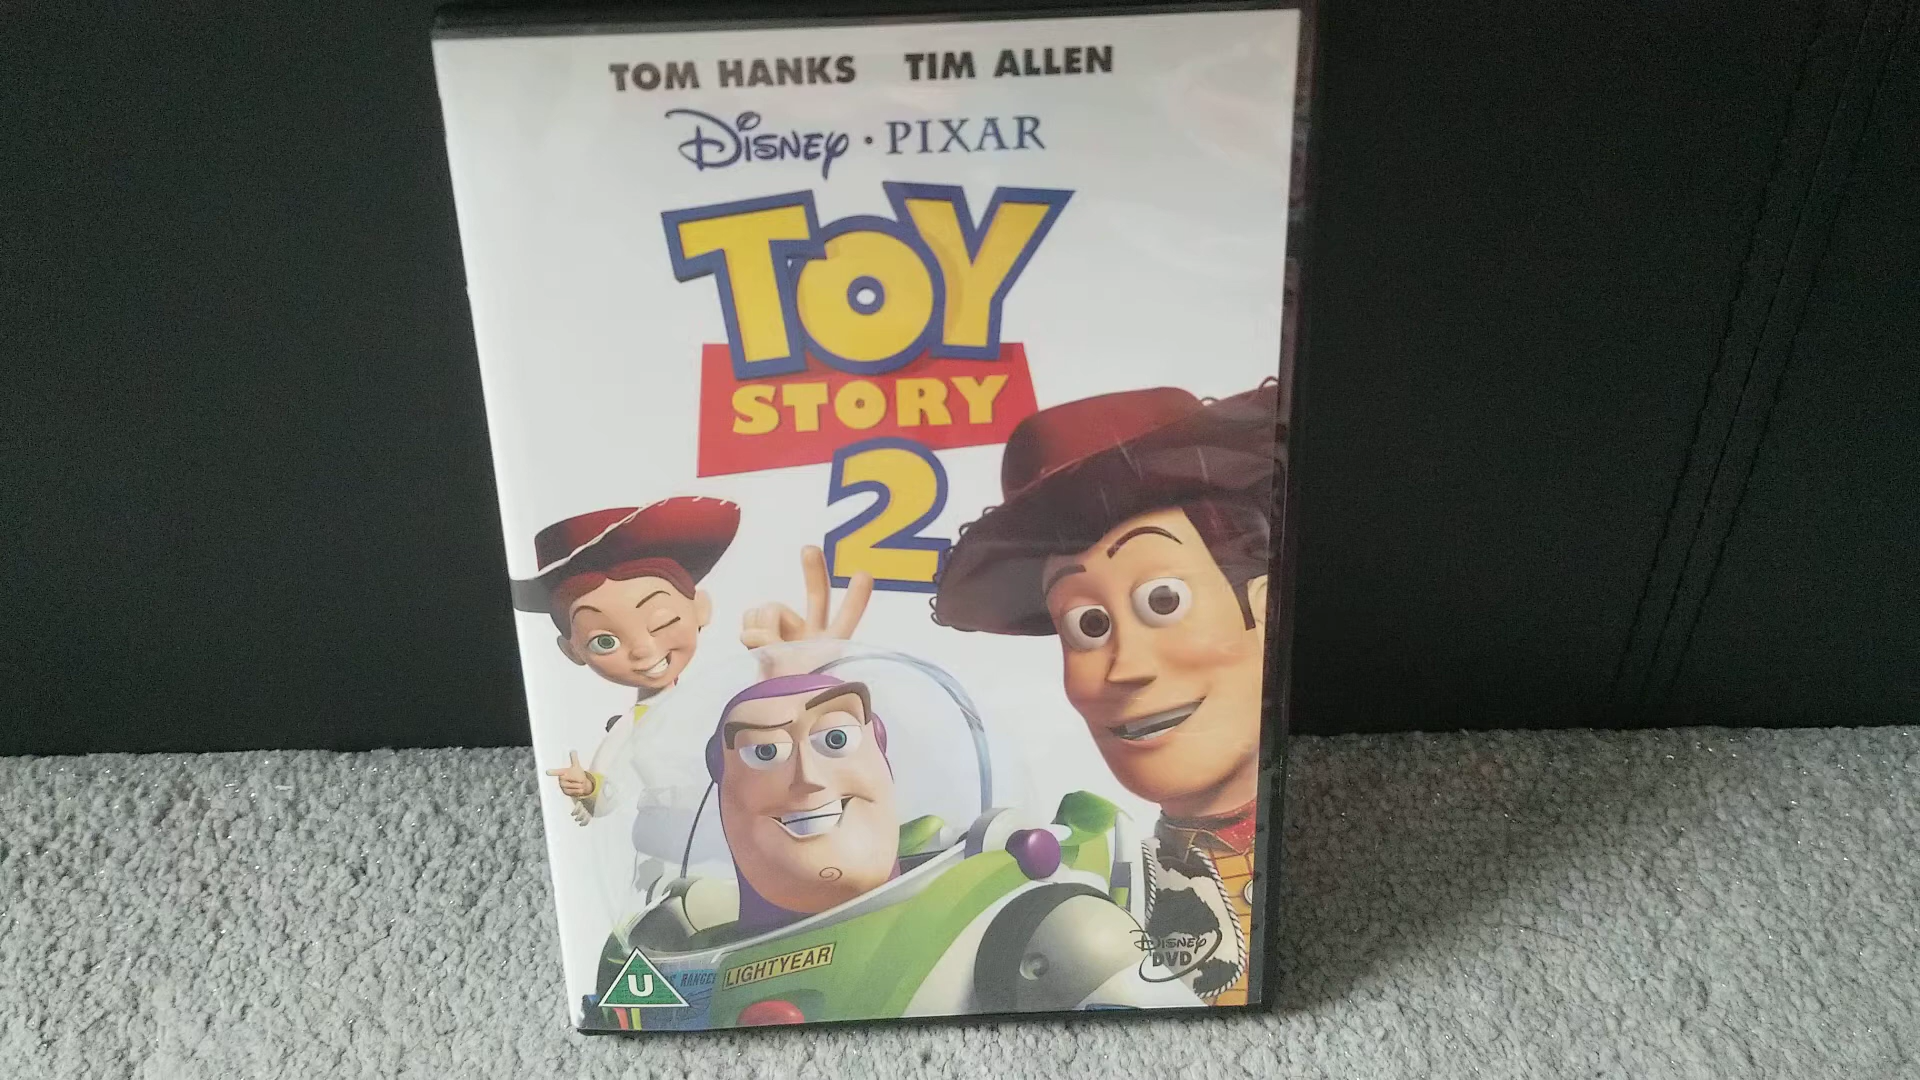 TOM HANKS TIM ALLEN
Disney · PIXAR
TOY
STORY
2
LIGHTYEAR
U
Disney
DVD